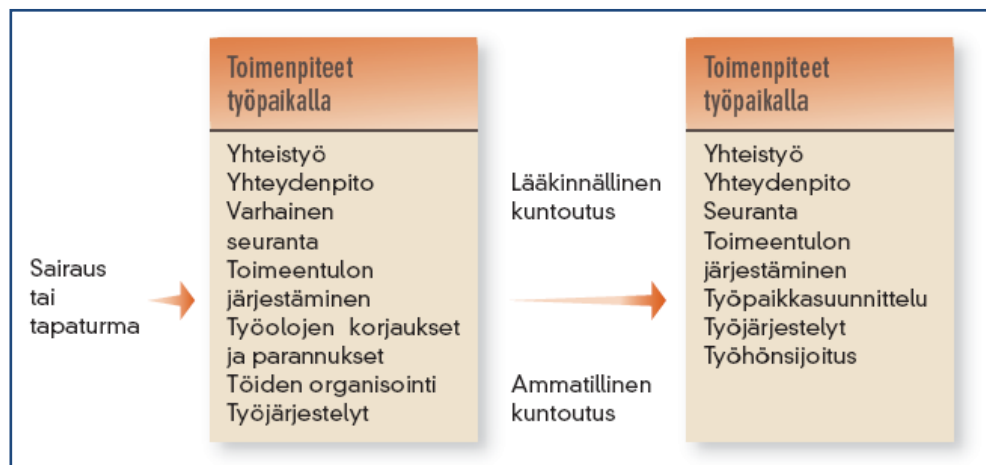 Sairaus
tai
tapaturma
Toimenpiteet
työpaikalla
Yhteistyö
Yhteydenpito
Varhainen
seuranta
Toimeentulon
järjestäminen
Työolojen korjaukset
ja parannukset
Töiden organisointi
Työjärjestelyt
Lääkinnällinen
kuntoutus
Ammatillinen
kuntoutus
Toimenpiteet
työpaikalla
Yhteistyö
Yhteydenpito
Seuranta
Toimeentulon
järjestäminen
Työpaikkasuunnittelu
Työjärjestelyt
Työhönsijoitus